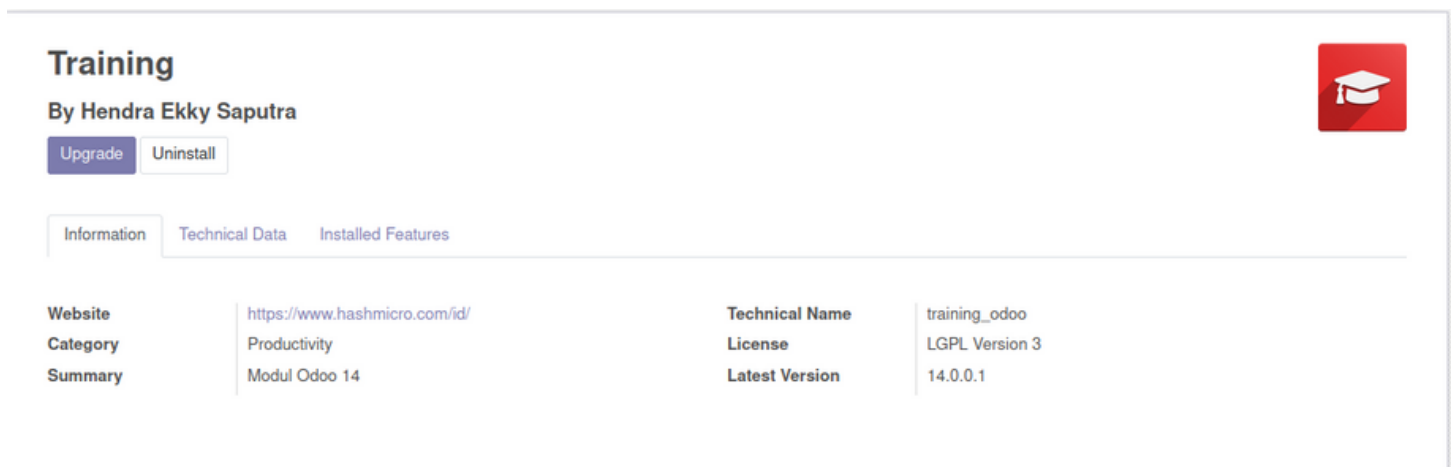 Training
By Hendra Ekky Saputra
Upgrade Uninstall
Information Technical Data Installed Features
Website https://www.hashmicro.com/id/ Technical Name training_odoo
Category Productivity License LGPL Version 3
Summary Modul Odoo 14 Latest Version 14.0.0.1